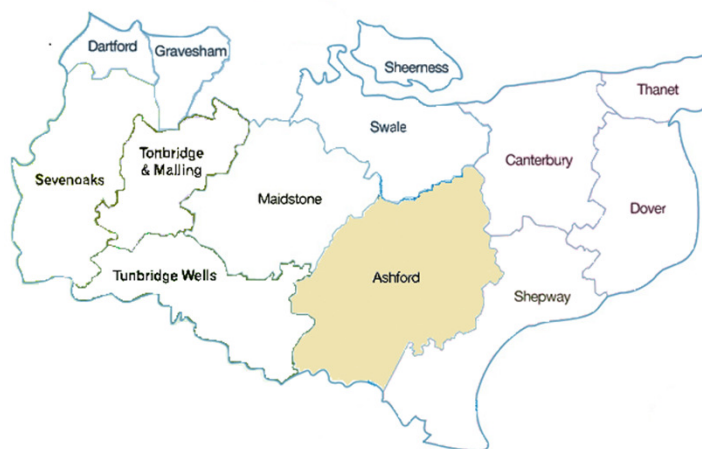 Dartford
Gravesham
Sheerness
Thanet
Swale
Tonbridge
& Malling
Canterbury
Sevenoaks
Maidstone
Dover
Tunbridge Wells
Ashford
Shepway